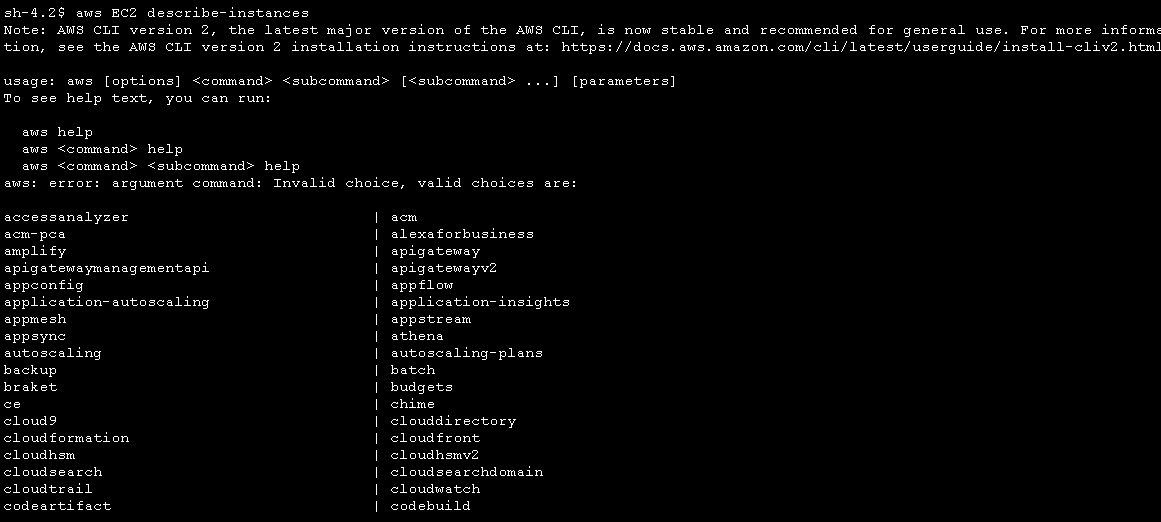 sh-4.2$ aws EC2 describe-instances
Note: AWS CLI version 2, the latest major version of the AWS CLI, is now stable and recommended for general use. For more informa
tion, see the AWS CLI version 2 installation instructions at: https://docs.aws.amazon.com/cli/latest/userguide/install-cliv2.html
usage: aws [options] <command> <subcommand> [<subcommand> ...] [parameters]
To see help text, you can run:
aws help
aws <command> help
aws <command> <subcommand> help
aws: error: argument command: Invalid choice, valid choices are:
accessanalyzer | acm
acm-pca | alexaforbusiness
amplify | apigateway
apigatewaymanagementapi | apigatewayv2
appconfig | appflow
application-autoscaling | application-insights
appmesh | appstream
appsync | athena
autoscaling | autoscaling-plans
backup | batch
braket | budgets
ce | chime
cloud9 | clouddirectory
cloudformation | cloudfront
cloudhsm | cloudhsmv2
cloudsearch | cloudsearchdomain
cloudtrail | cloudwatch
codeartifact | codebuild